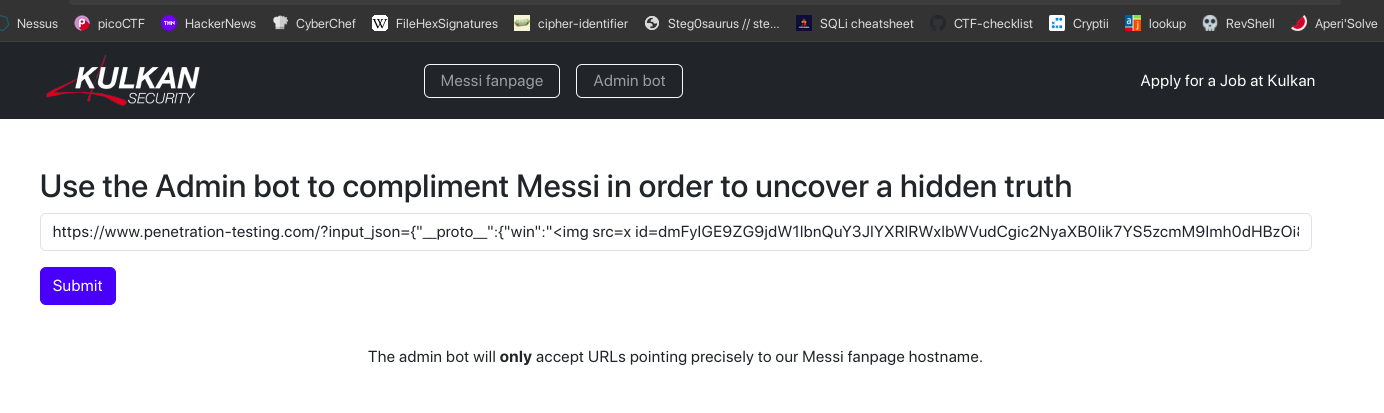 Nessus picoCTF HackerNews CyberChef FileHexSignatures cipher-identifier Steg0saurus // ste... SQLi cheatsheet CTF-checklist Cryptii lookup RevShell Aperi'Solve
KULKAN
SECURITY
Messi fanpage Admin bot Apply for a Job at Kulkan
Use the Admin bot to compliment Messi in order to uncover a hidden truth
https://www.penetration-testing.com/?input_json={"__proto__":{"win":"<img src=x
Submit
The admin bot will only accept URLs pointing precisely to our Messi fanpage hostname.